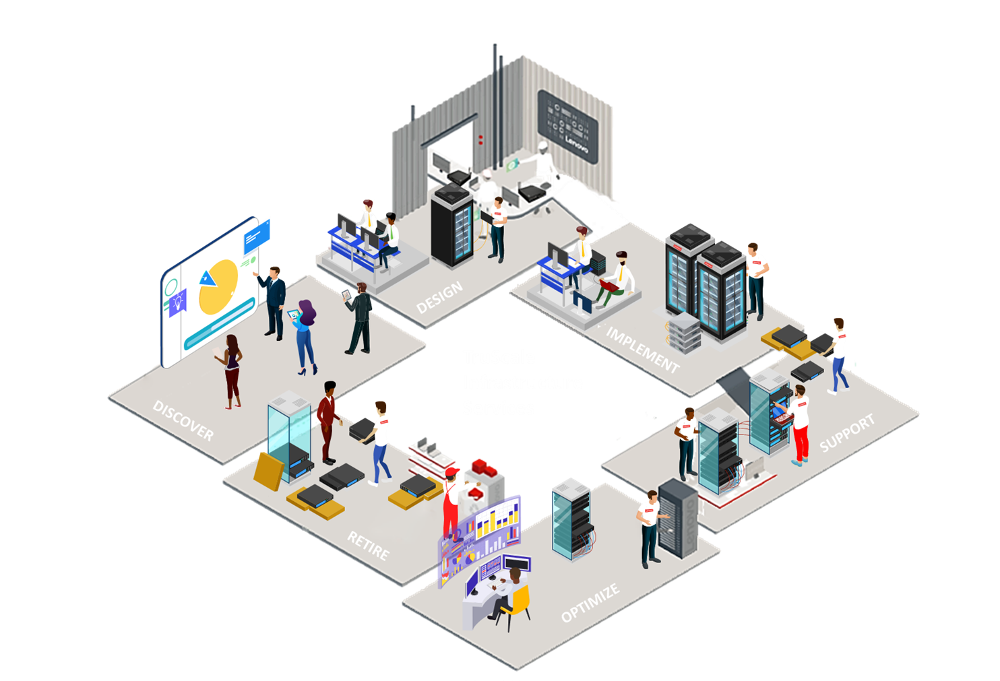 Lenovo
DESIGN
IMPLEMENT
DISCOVER
SUPPORT
RETIRE
OPTIMIZE